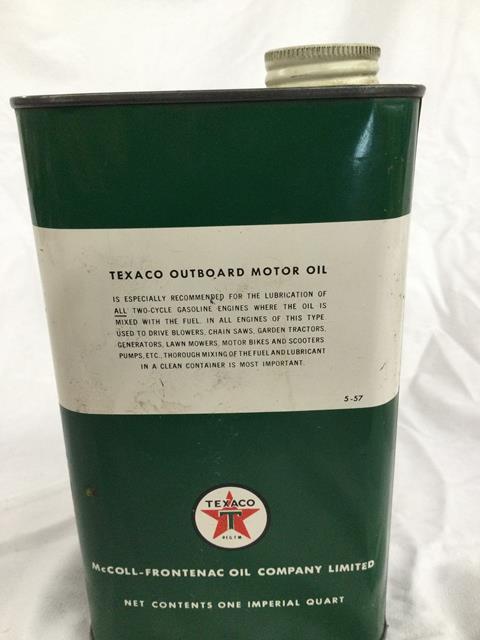 TEXACO OUTBOARD MOTOR OIL
IS ESPECIALLY RECOMMENDED FOR THE LUBRICATION OF
ALL TWO-CYCLE GASOLINE ENGINES WHERE THE OIL IS
MIXED WITH THE FUEL. IN ALL ENGINES OF THIS TYPE
USED TO DRIVE BLOWERS, CHAIN SAWS, GARDEN TRACTORS,
GENERATORS, LAWN MOWERS, MOTOR BIKES AND SCOOTERS
PUMPS, ETC., THOROUGH MIXING OF THE FUEL AND LUBRICANT
IN A CLEAN CONTAINER IS MOST IMPORTANT.
5-57
TEXACO
T
REG T M
McCOLL-FRONTENAC OIL COMPANY LIMITED
NET CONTENTS ONE IMPERIAL QUART